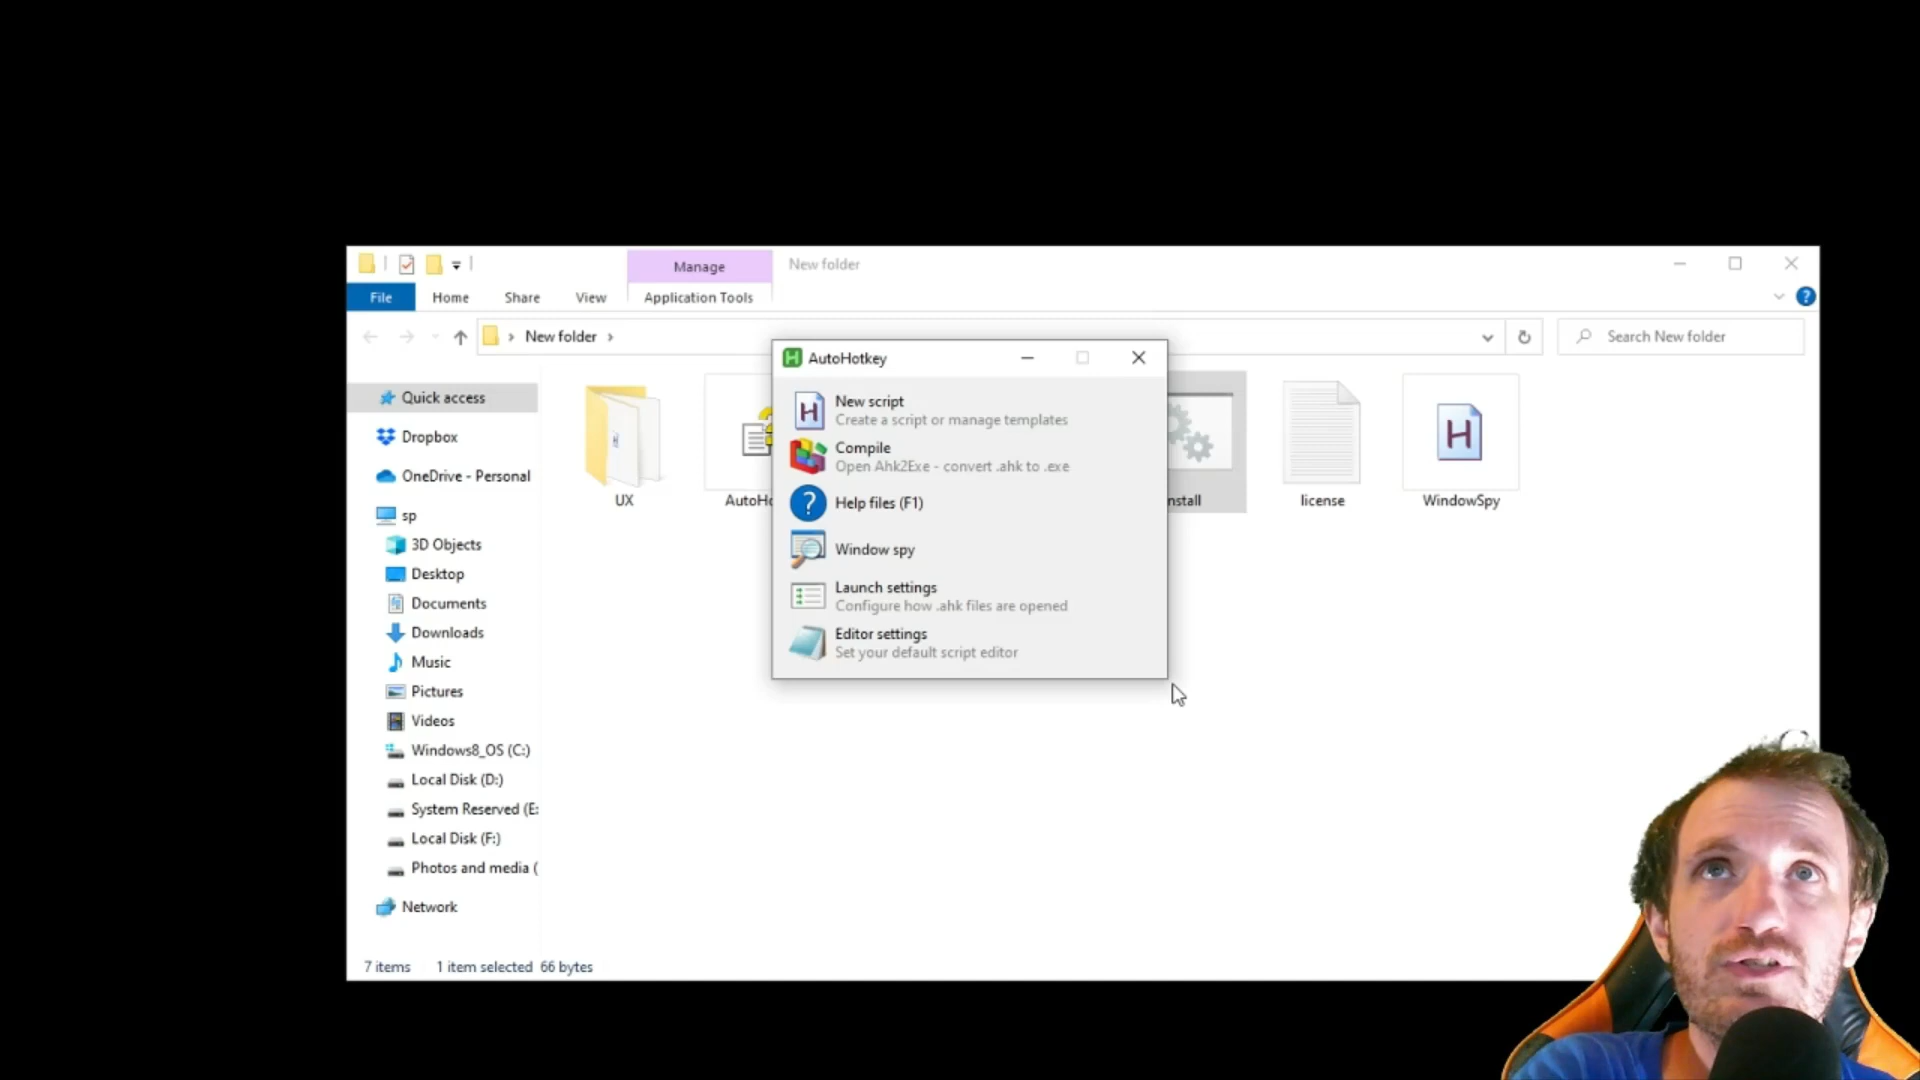 Manage
New folder
File
Home
Share
View
Application Tools
New folder
Search New folder
AutoHotkey
New script
Create a script or manage templates
Compile
Open Ahk2Exe - convert .ahk to .exe
Help files (F1)
Window spy
Launch settings
Configure how .ahk files are opened
Editor settings
Set your default script editor
Quick access
Dropbox
OneDrive - Personal
sp
3D Objects
Desktop
Documents
Downloads
Music
Pictures
Videos
Windows8_OS (C:)
Local Disk (D:)
System Reserved (E:
Local Disk (F:)
Photos and media (
Network
UX
AutoHo
nstall
license
WindowSpy
7 items
1 item selected 66 bytes